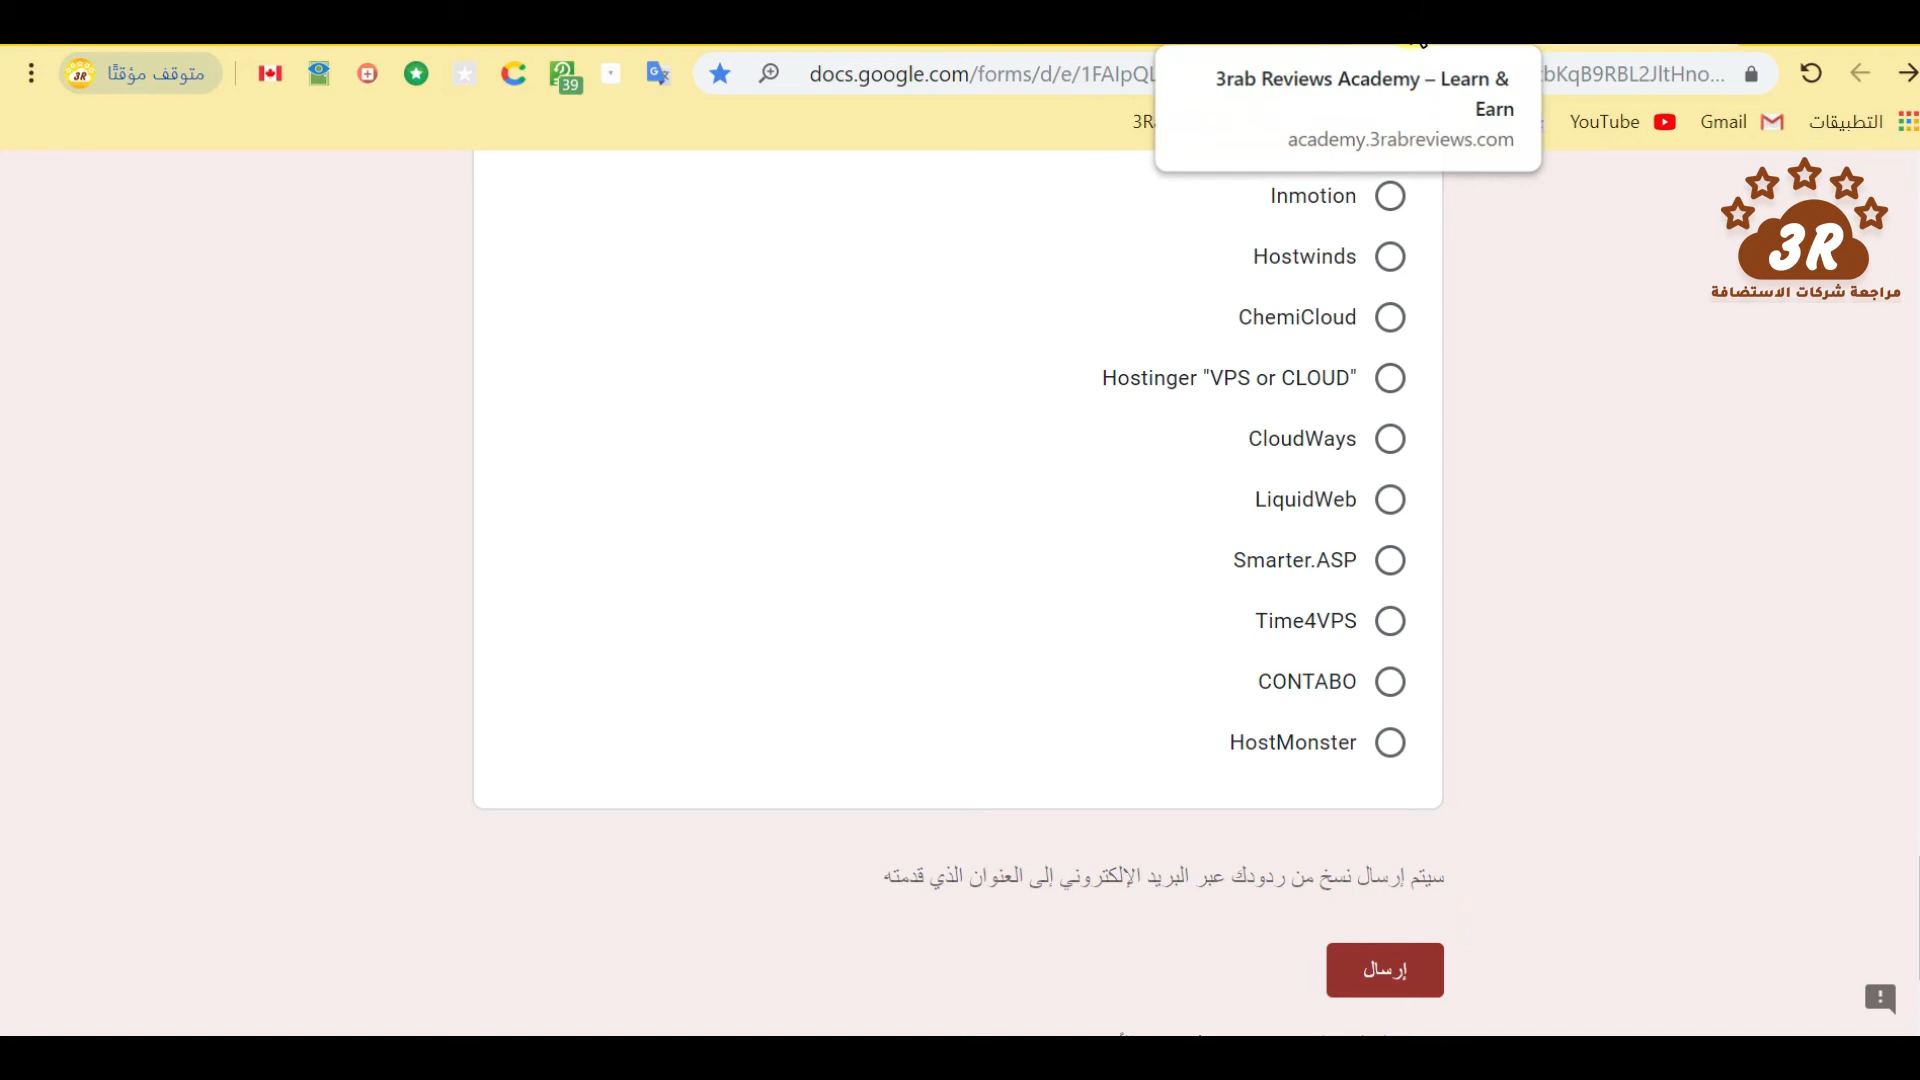 متوقف مؤقتًا
39
docs.google.com/forms/d/e/1FAIpQL
bKqB9RBL2JltHno...
3rab Reviews Academy – Learn &
Earn
academy.3rabreviews.com
YouTube
Gmail
التطبيقات
3R
مراجعة شركات الاستضافة
Inmotion
Hostwinds
ChemiCloud
Hostinger "VPS or CLOUD"
CloudWays
LiquidWeb
Smarter.ASP
Time4VPS
CONTABO
HostMonster
سيتم إرسال نسخ من ردودك عبر البريد الإلكتروني إلى العنوان الذي قدمته
إرسال